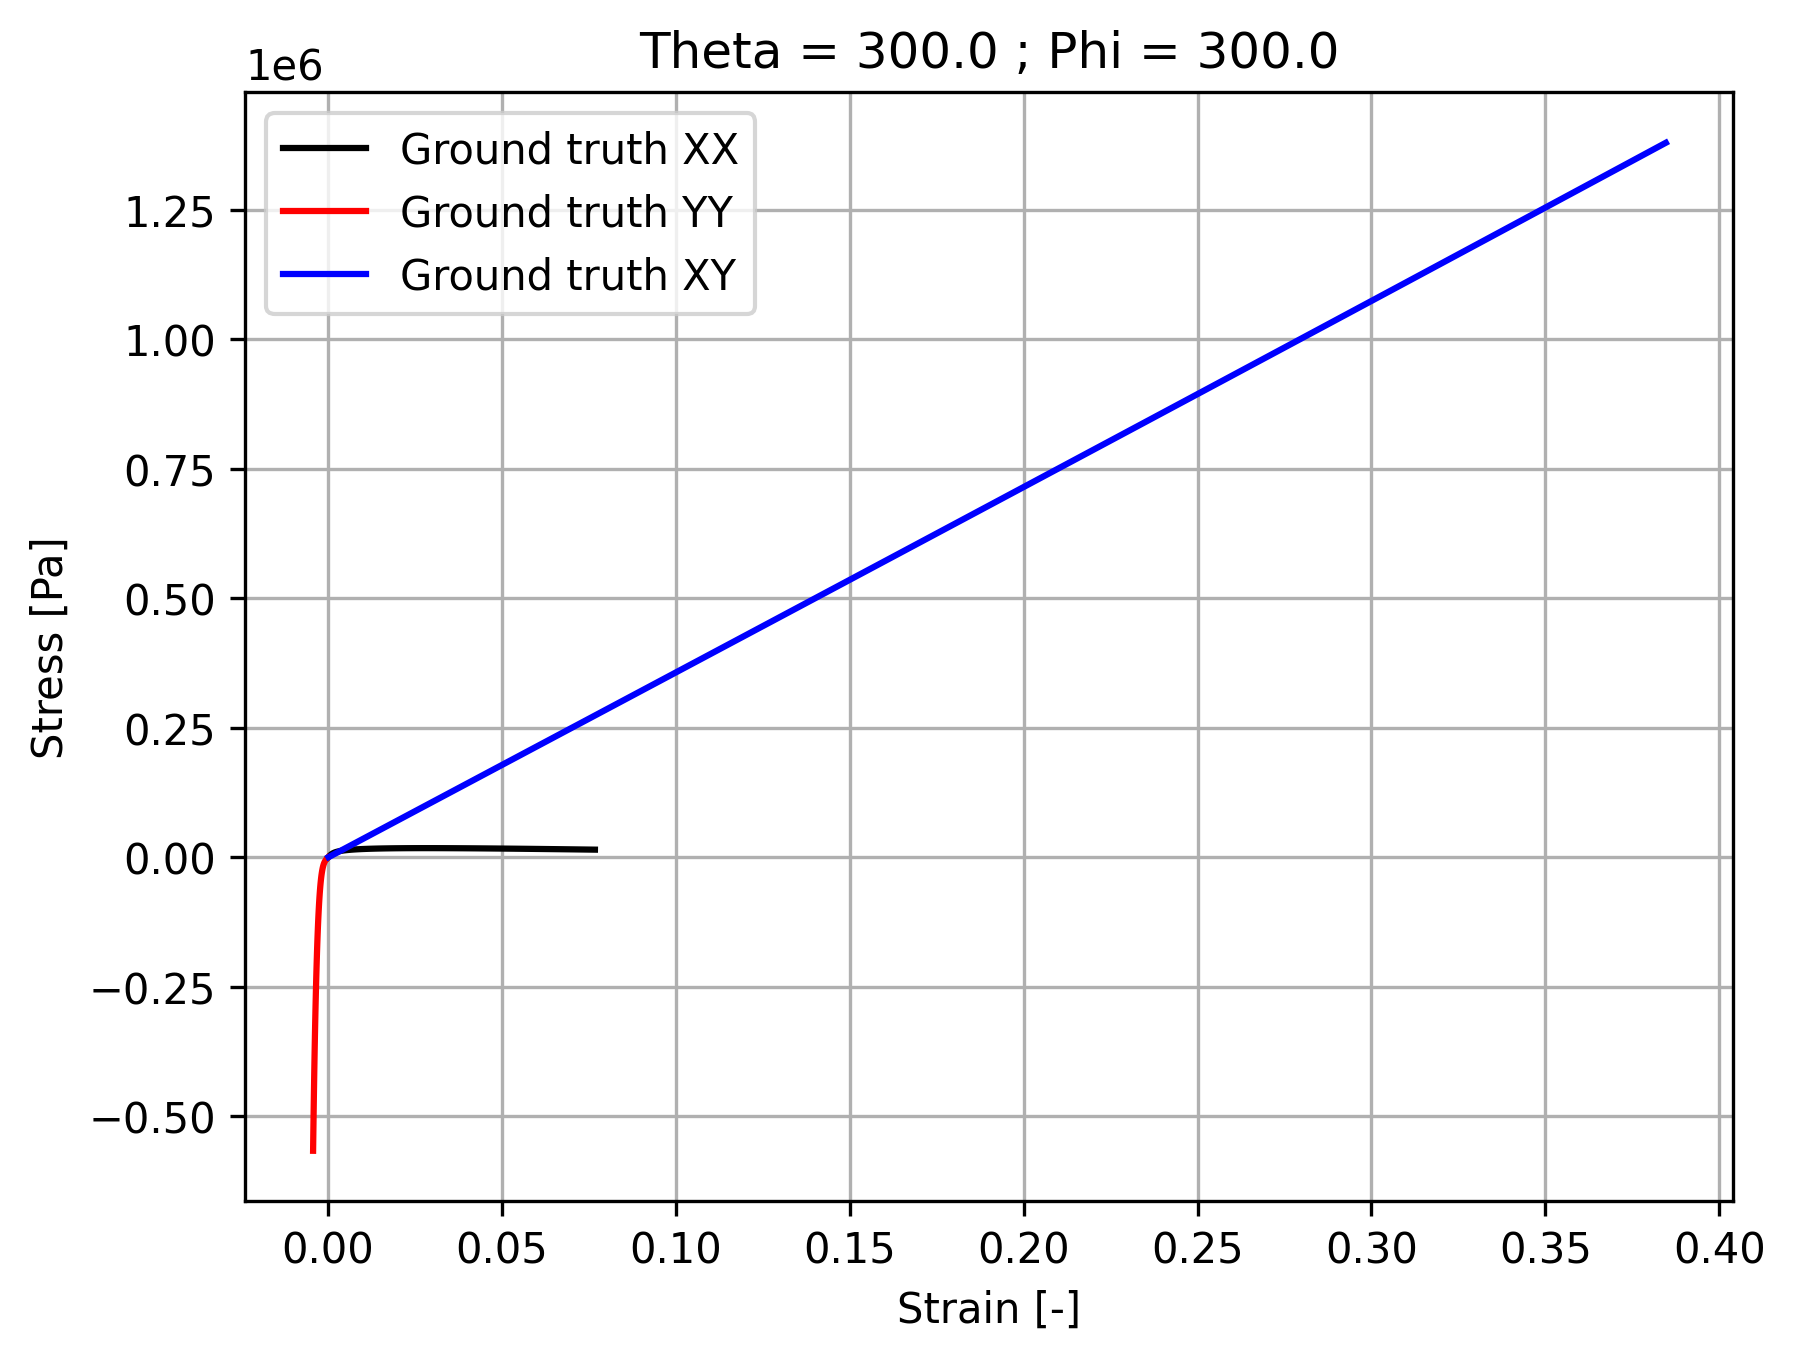 Theta = 300.0 ; Phi = 300.0
1e6
Ground truth XX
Ground truth YY
Ground truth XY
1.25
1.00
0.75
0.50
0.25
0.00
−0.25
−0.50
Stress [Pa]
0.00 0.05 0.10 0.15 0.20 0.25 0.30 0.35 0.40
Strain [-]